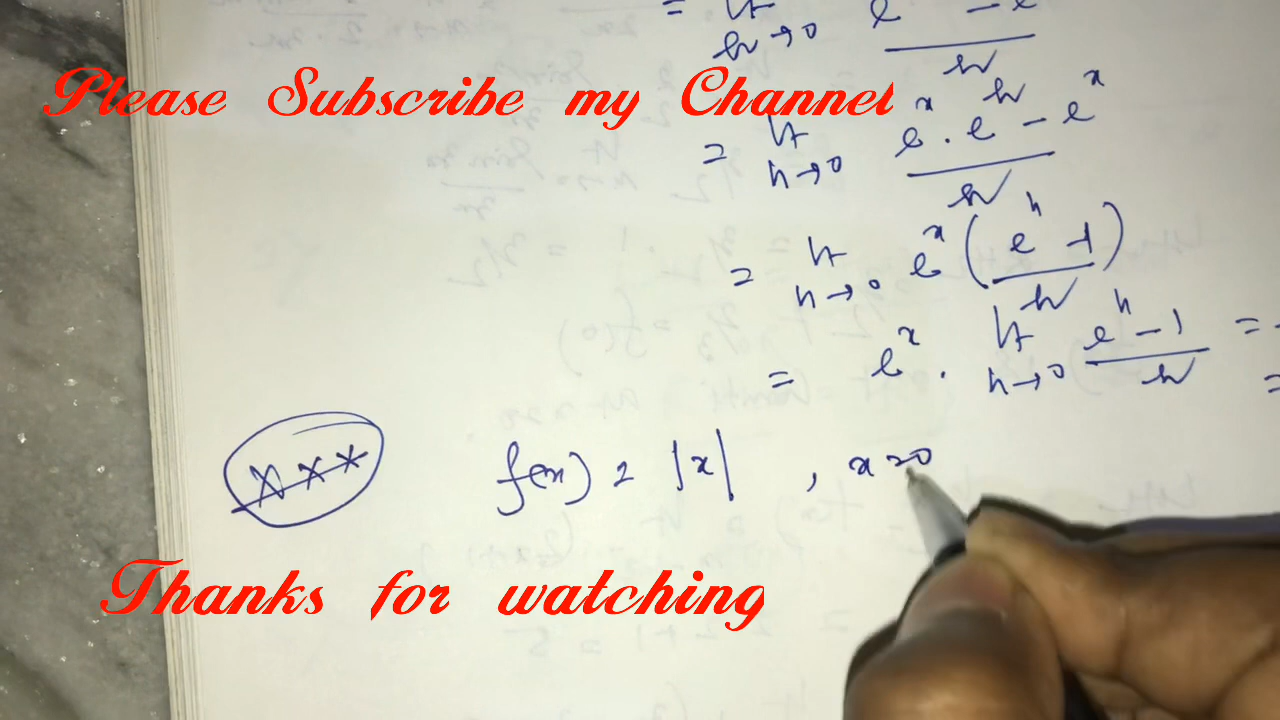 = lt h→0 e - e / h
Please Subscribe my Channel
= lt h→0 e^x . e^h - e^x / h
= lt h→0 e^x ( e^h - 1 / h )
= e^x . lt h→0 e^h - 1 / h =
=
*** f(x) = |x| , x=0
Thanks for watching